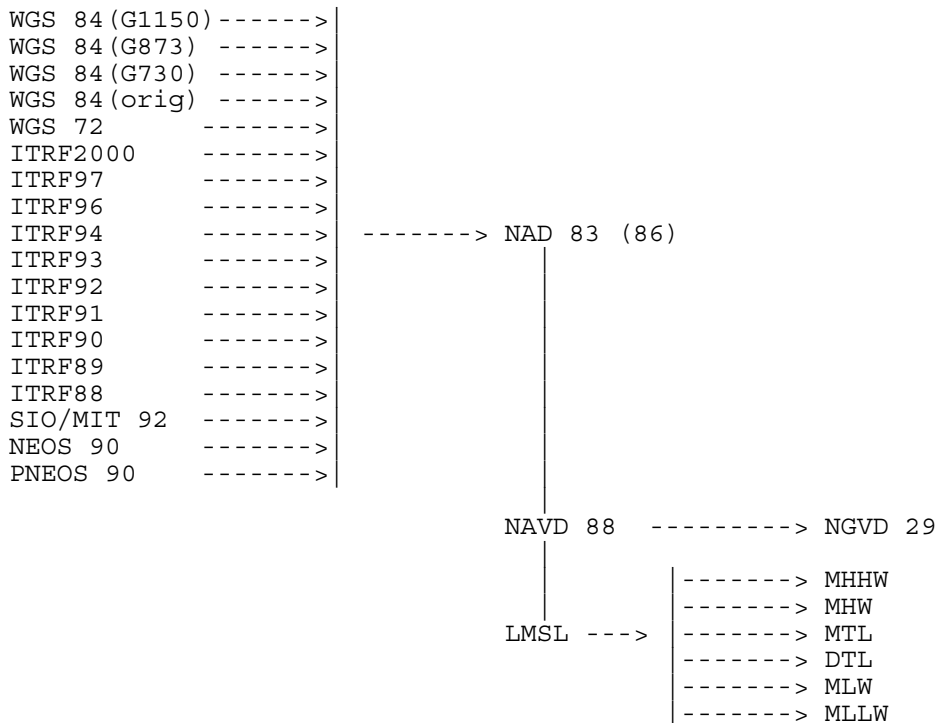 WGS 84(G1150)------>
WGS 84(G873) ------>
WGS 84(G730) ------>
WGS 84(orig) ------>
WGS 72 ------->
ITRF2000 ------->
ITRF97 ------->
ITRF96 ------->
ITRF94 -------> -------> NAD 83 (86)
ITRF93 ------->
ITRF92 ------->
ITRF91 ------->
ITRF90 ------->
ITRF89 ------->
ITRF88 ------->
SIO/MIT 92 ------->
NEOS 90 ------->
PNEOS 90 ------->
NAVD 88 ---------> NGVD 29
-------> MHHW
-------> MHW
LMSL ---> -------> MTL
-------> DTL
-------> MLW
-------> MLLW